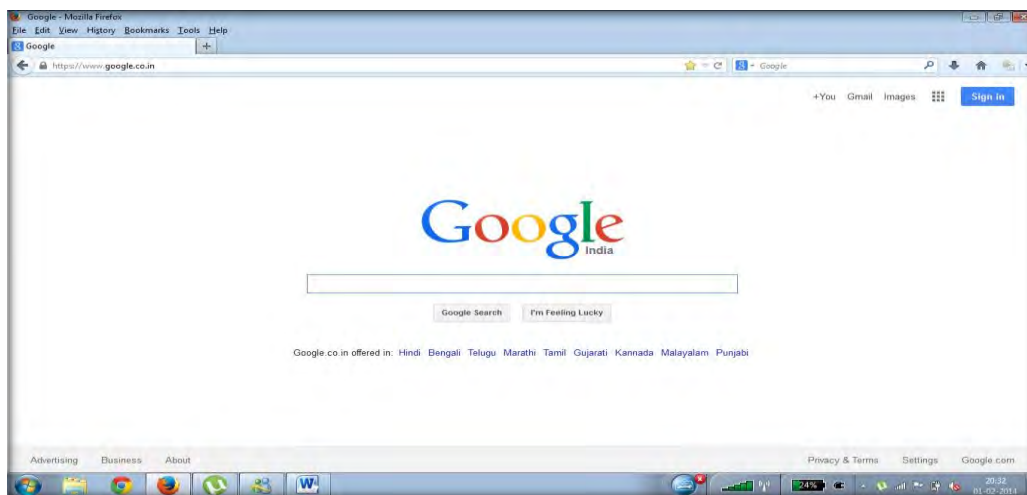 Google - Mozilla Firefox
File Edit View History Bookmarks Tools Help
Google
https://www.google.co.in
Google
+You Gmail Images
Sign in
Google
India
Google Search I'm Feeling Lucky
Google.co.in offered in: Hindi Bengali Telugu Marathi Tamil Gujarati Kannada Malayalam Punjabi
Advertising Business About Privacy & Terms Settings Google.com
24%
20:32
01-02-2014